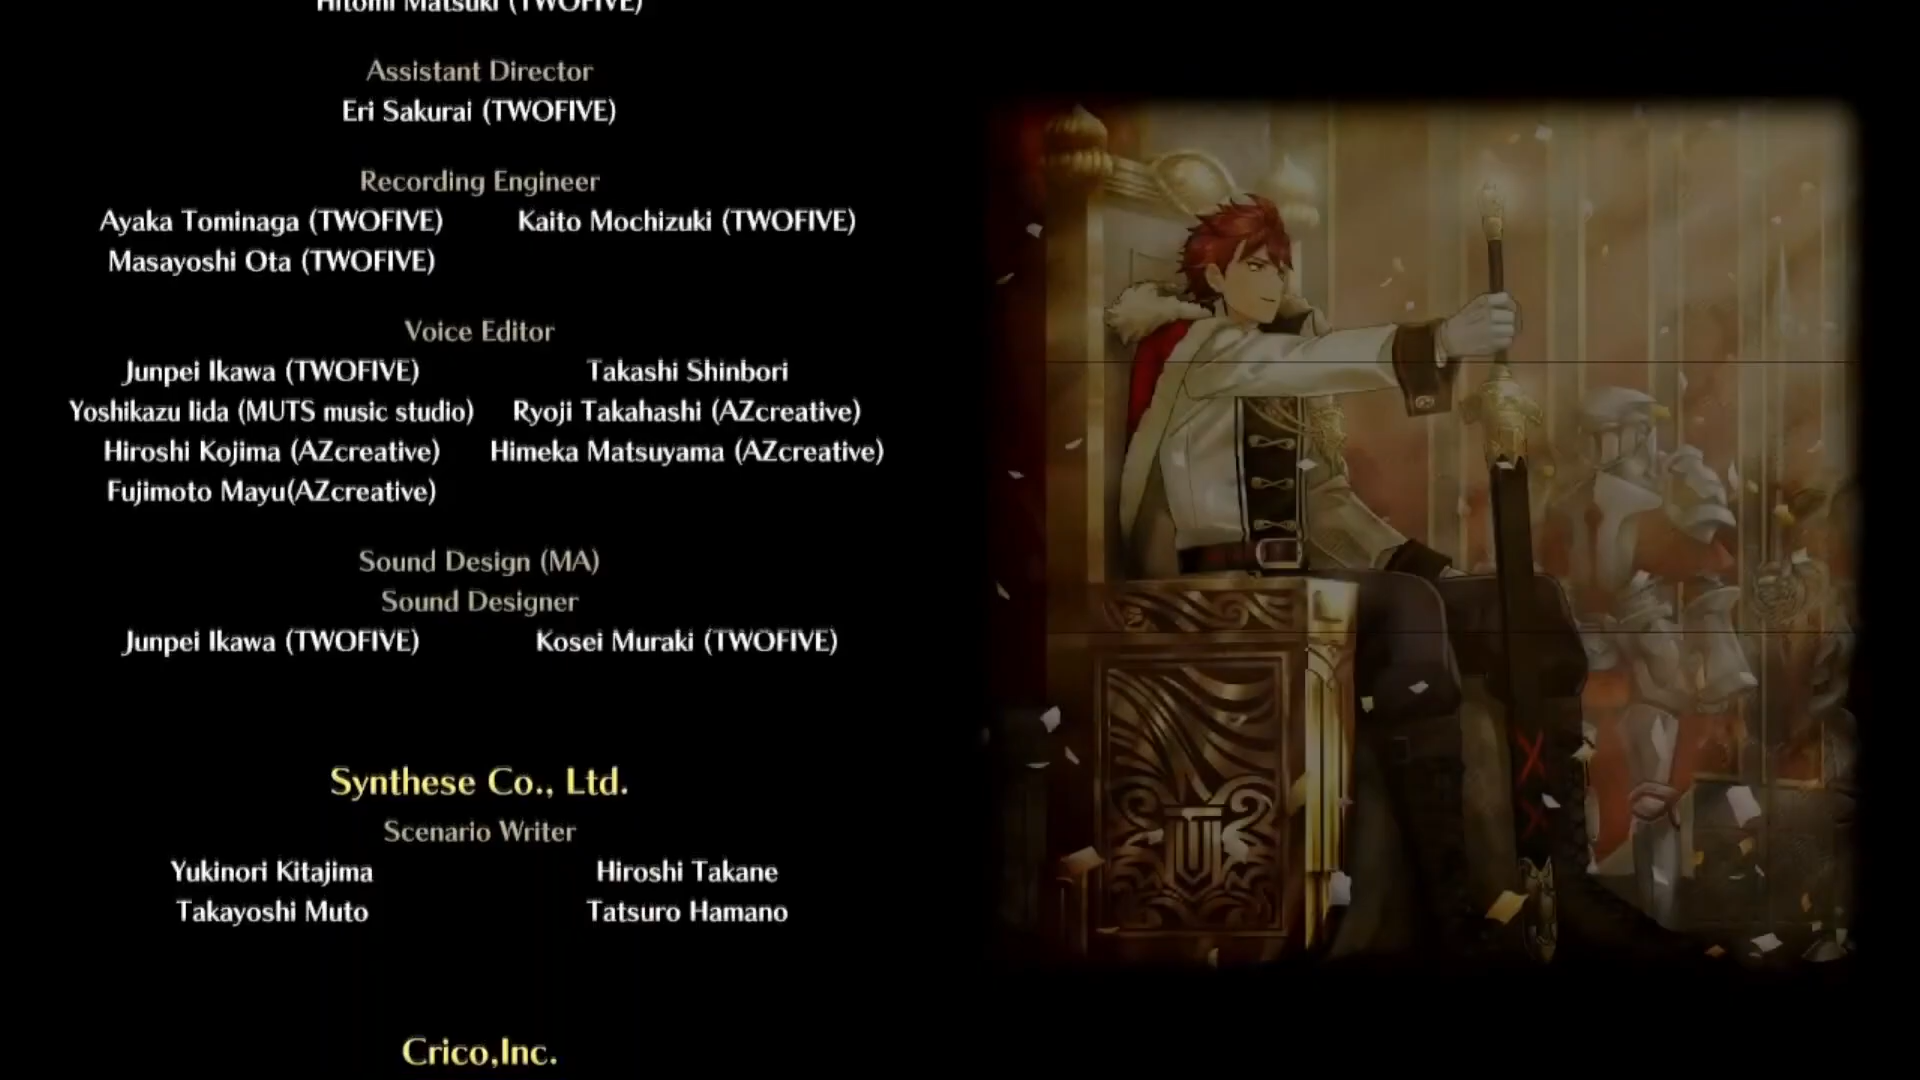 Hitomi Matsuki (TWOFIVE)
Assistant Director
Eri Sakurai (TWOFIVE)
Recording Engineer
Ayaka Tominaga (TWOFIVE) Kaito Mochizuki (TWOFIVE)
Masayoshi Ota (TWOFIVE)
Voice Editor
Junpei Ikawa (TWOFIVE) Takashi Shinbori
Yoshikazu Iida (MUTS music studio) Ryoji Takahashi (AZcreative)
Hiroshi Kojima (AZcreative) Himeka Matsuyama (AZcreative)
Fujimoto Mayu(AZcreative)
Sound Design (MA)
Sound Designer
Junpei Ikawa (TWOFIVE) Kosei Muraki (TWOFIVE)
Synthese Co., Ltd.
Scenario Writer
Yukinori Kitajima Hiroshi Takane
Takayoshi Muto Tatsuro Hamano
Crico,Inc.